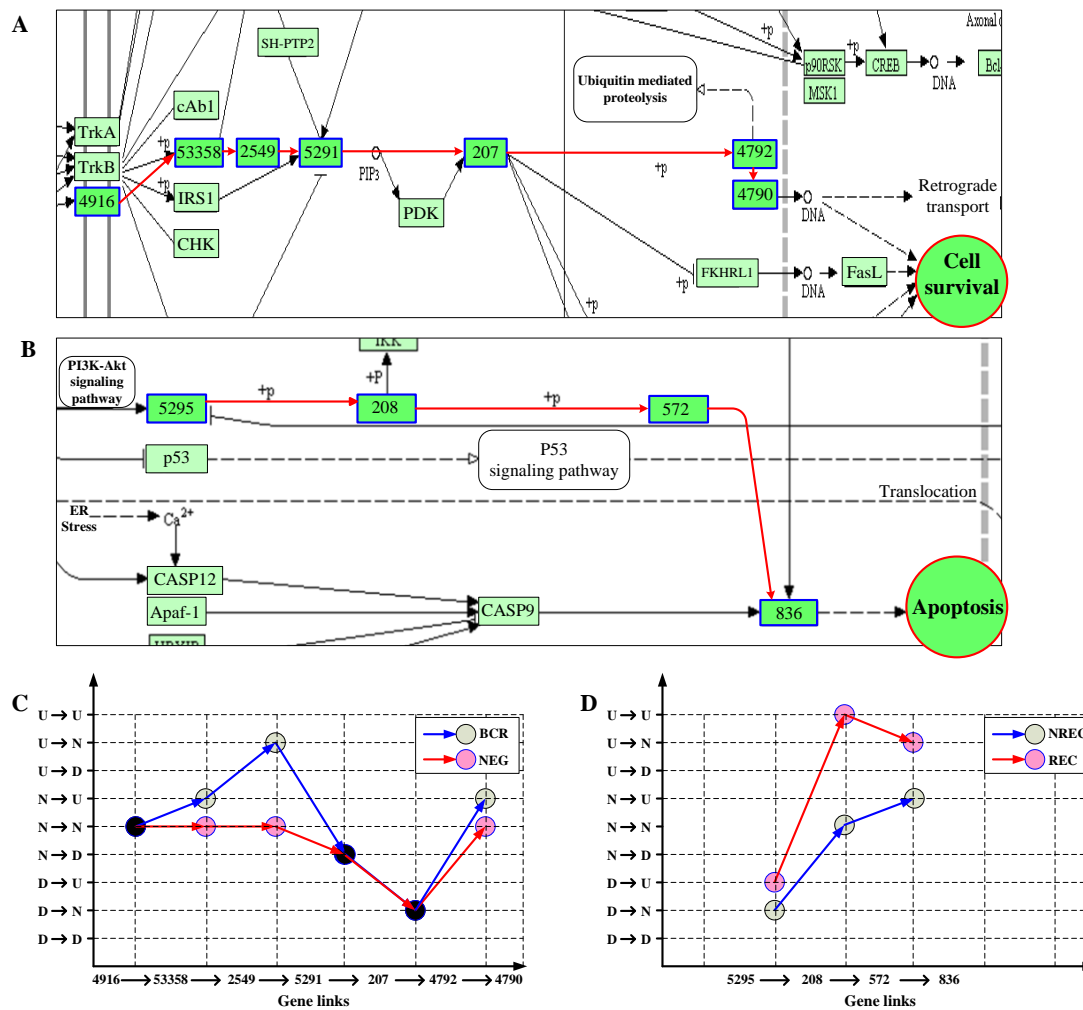 A
SH-PTP2
+p
p90RSK
+p
CREB
DNA
Axonal
MSK1
Ubiquitin mediated
proteolysis
TrkA
TrkB
4916
cAb1
+p
53358
2549
5291
PIP3
207
+p
4792
4790
+p
IRS1
PDK
DNA
Retrograde
transport
CHK
+p
FKHRL1
DNA
FasL
+p
Cell
survival
B
IKK
PI3K-Akt
signaling
pathway
5295
+p
+P
208
+p
572
p53
P53
signaling pathway
Translocation
ER
Stress
Ca2+
CASP12
Apaf-1
CASP9
836
Apoptosis
C
U → U
U → N
U → D
N → U
N → N
N → D
D → U
D → N
D → D
BCR
NEG
4916 → 53358 → 2549 → 5291 → 207 → 4792 → 4790
Gene links
D
U → U
U → N
U → D
N → U
N → N
N → D
D → U
D → N
D → D
NREC
REC
5295 → 208 → 572 → 836
Gene links